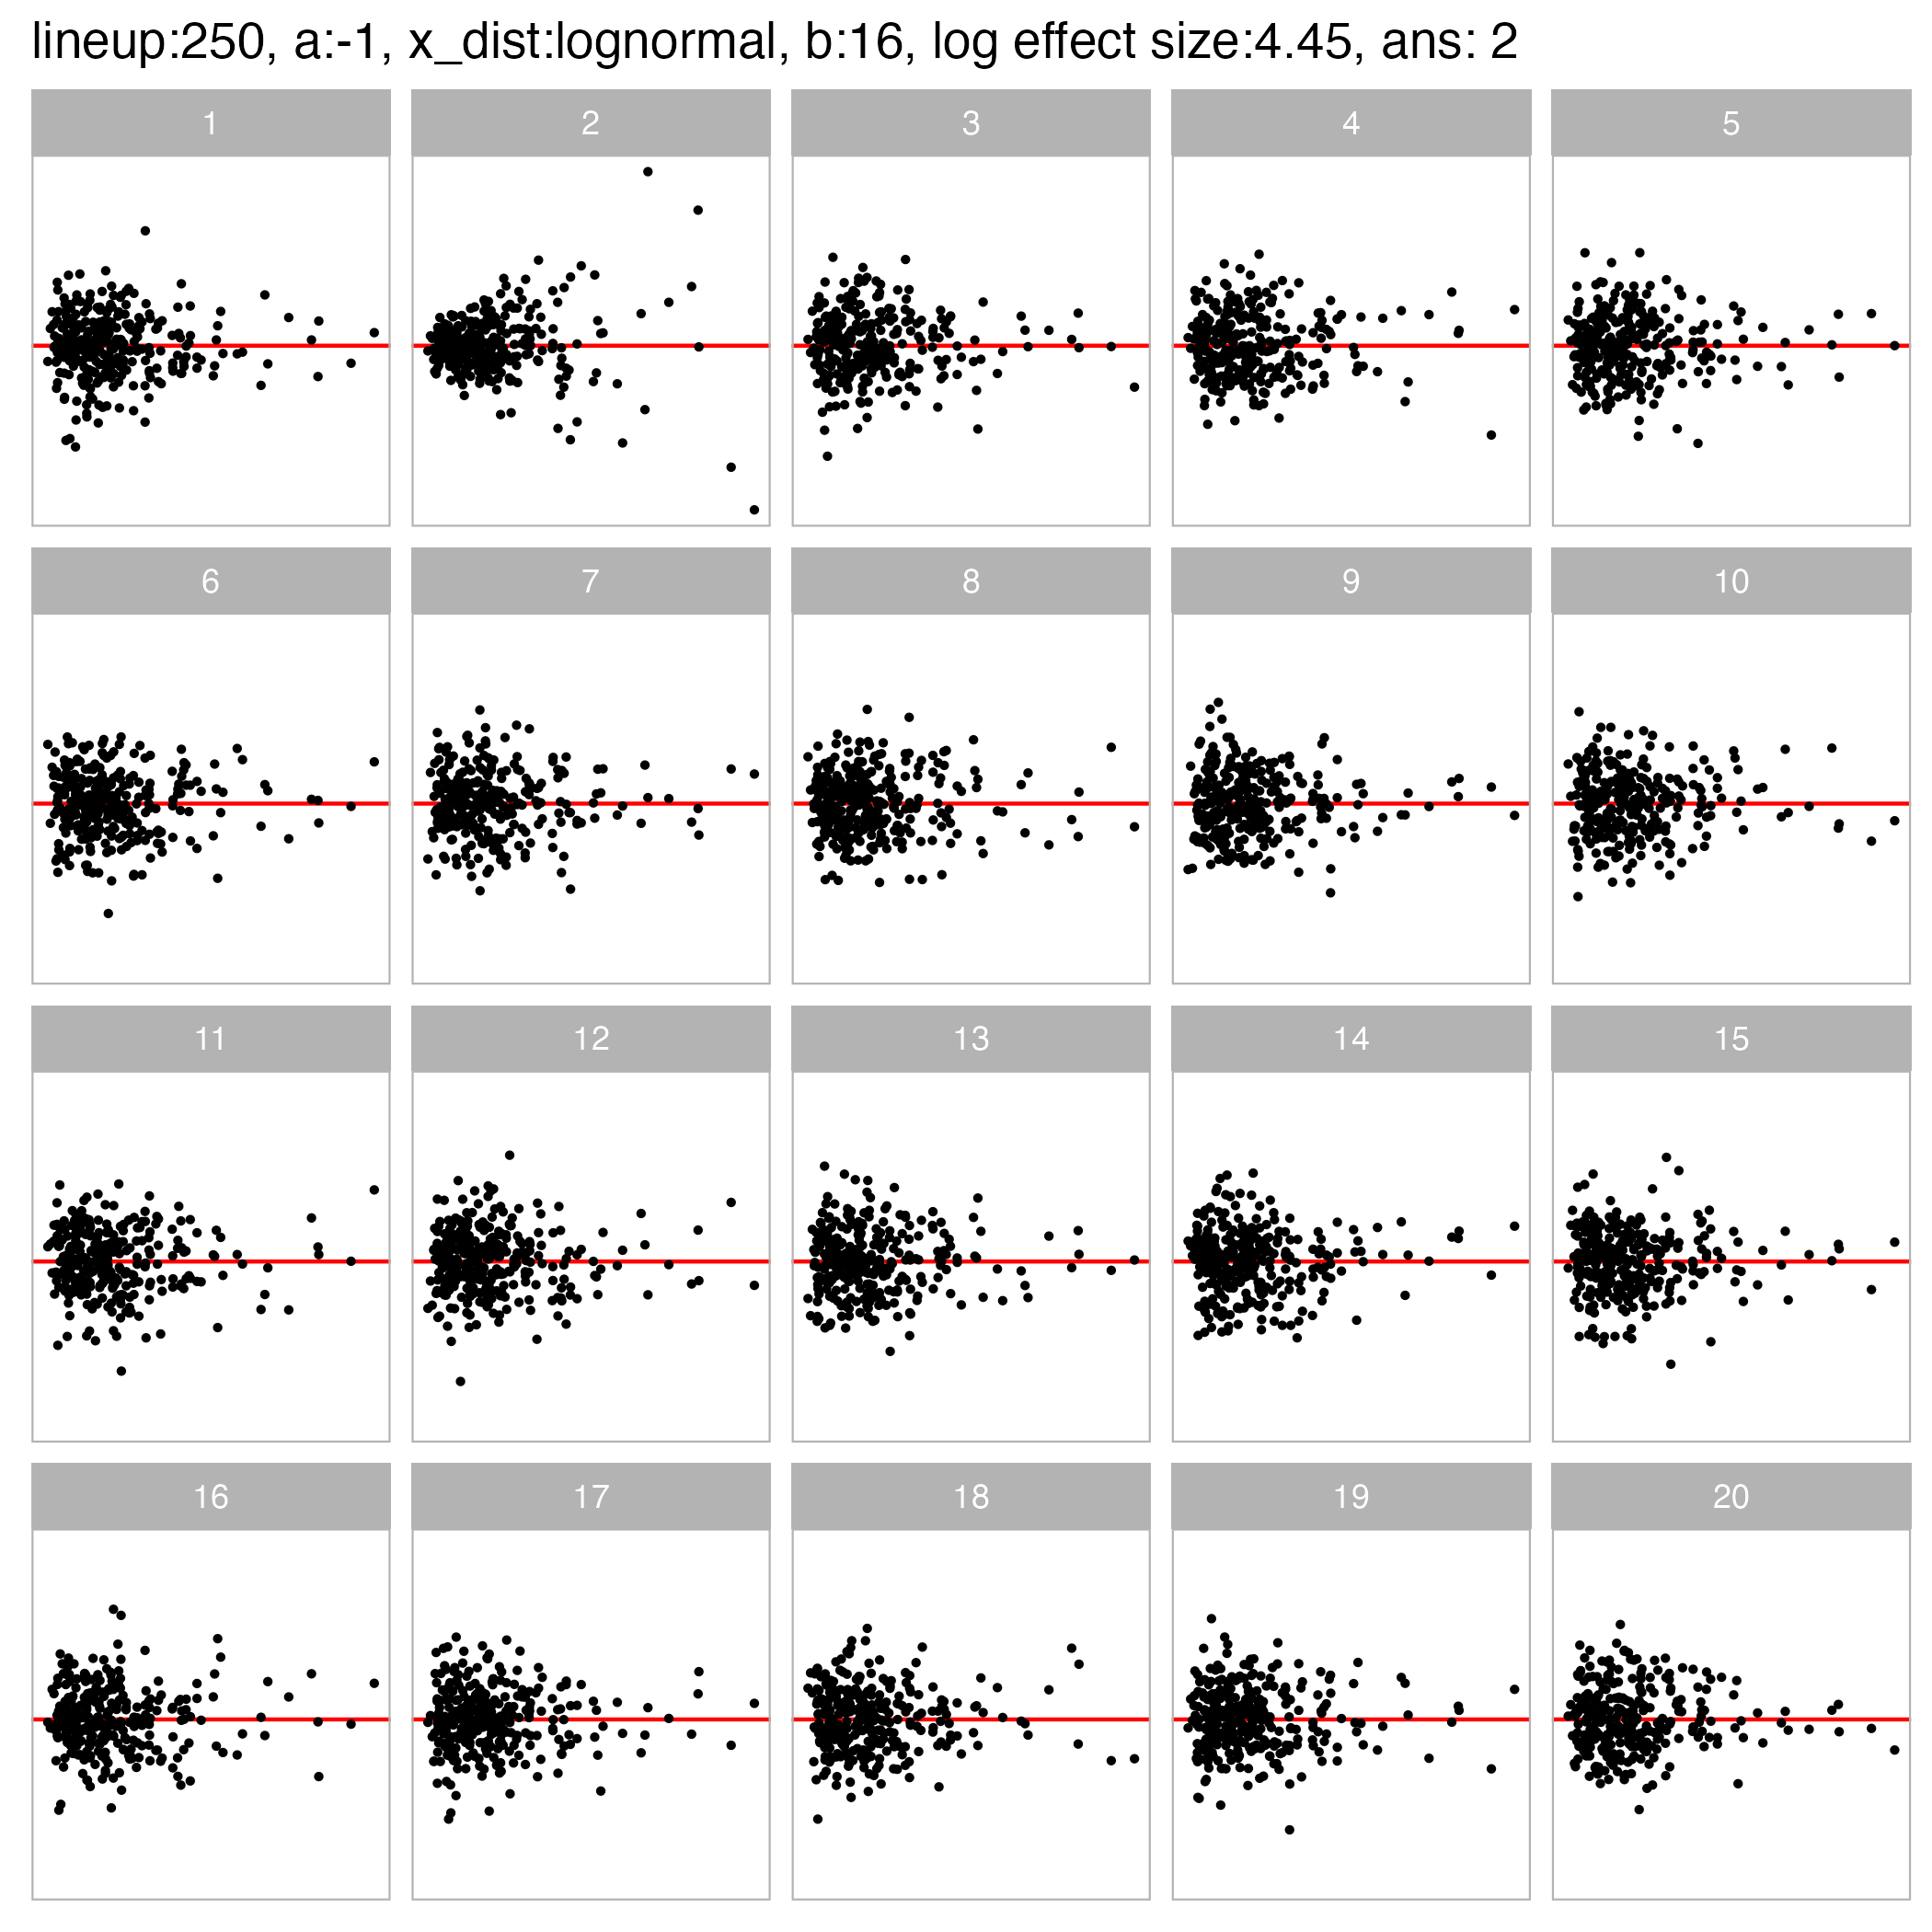 lineup:250, a:-1, x_dist:lognormal, b:16, log effect size:4.45, ans: 2
1 2 3 4 5
6 7 8 9 10
11 12 13 14 15
16 17 18 19 20